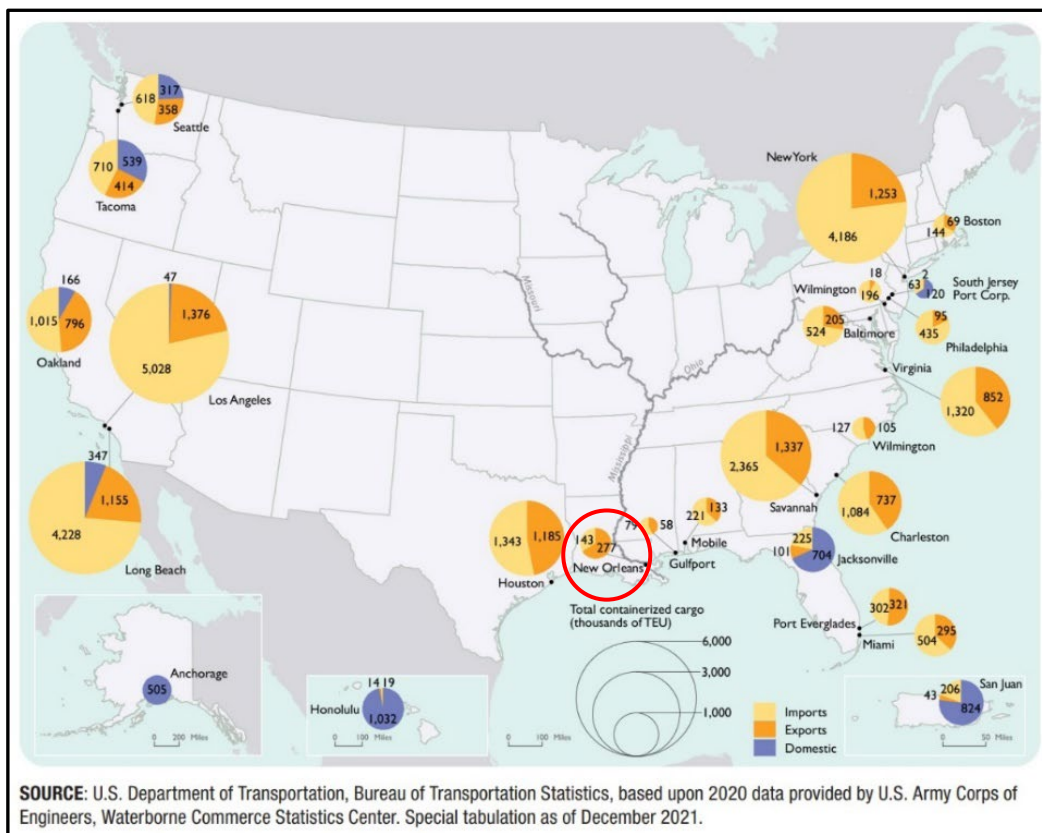 618
317
358
Seattle
710
539
414
Tacoma
166
1,015
796
Oakland
47
1,376
5,028
Los Angeles
347
1,155
4,228
Long Beach
New York
1,253
4,186
69 Boston
144
18
Wilmington
196
2
63
120
South Jersey
Port Corp.
205
524
Baltimore
95
435
Philadelphia
Virginia
852
1,320
127
105
Wilmington
1,337
2,365
Savannah
737
1,084
Charleston
225
101
704
Jacksonville
302
321
Port Everglades
295
504
Miami
221
133
Mobile
79
58
Gulfport
143
277
New Orleans
1,343
1,185
Houston
Missouri
Mississippi
Ohio
Mississippi
Anchorage
505
0 200 Miles
14 19
Honolulu
1,032
0 100 Miles
0 100 Miles
Total containerized cargo
(thousands of TEU)
6,000
3,000
1,000
Imports
Exports
Domestic
206
43
San Juan
824
0 50 Miles
SOURCE: U.S. Department of Transportation, Bureau of Transportation Statistics, based upon 2020 data provided by U.S. Army Corps of
Engineers, Waterborne Commerce Statistics Center. Special tabulation as of December 2021.